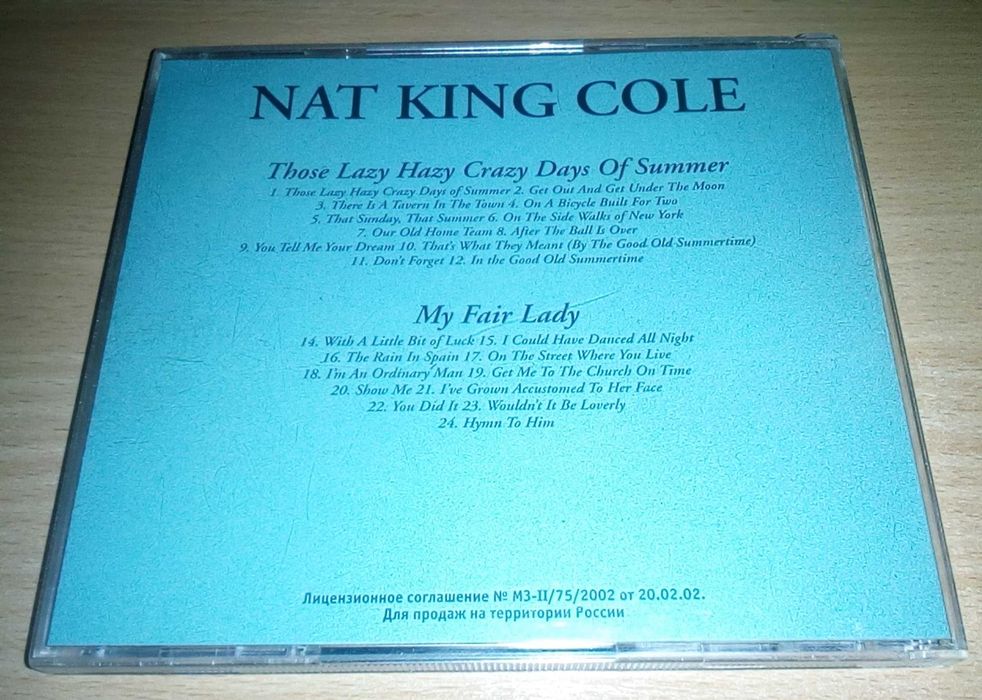 NAT KING COLE
Those Lazy Hazy Crazy Days Of Summer
1. Those Lazy Hazy Crazy Days of Summer 2. Get Out And Get Under The Moon
3. There Is A Tavern In The Town 4. On A Bicycle Built For Two
5. That Sunday, That Summer 6. On The Side Walks of New York
7. Our Old Home Team 8. After The Ball Is Over
9. You Tell Me Your Dream 10. That's What They Meant (By The Good Old Summertime)
11. Don't Forget 12. In the Good Old Summertime
My Fair Lady
14. With A Little Bit of Luck 15. I Could Have Danced All Night
16. The Rain In Spain 17. On The Street Where You Live
18. I'm An Ordinary Man 19. Get Me To The Church On Time
20. Show Me 21. I've Grown Accustomed To Her Face
22. You Did It 23. Wouldn't It Be Loverly
24. Hymn To Him
Лицензионное соглашение № МЗ-II/75/2002 от 20.02.02.
Для продаж на территории России